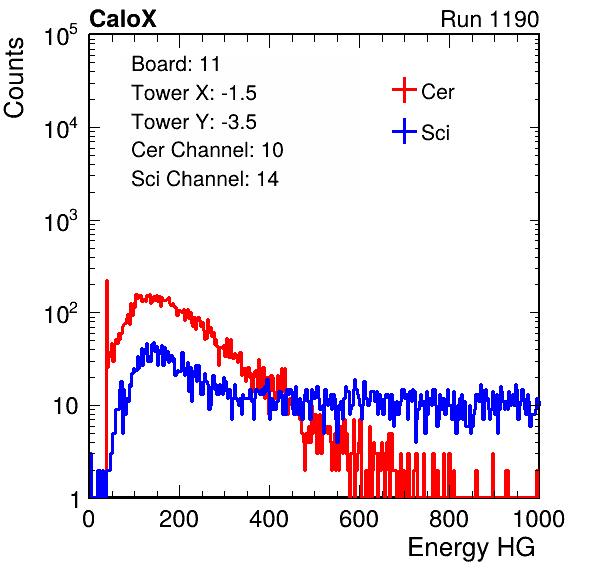 CaloX Run 1190
Board: 11
Tower X: -1.5
Tower Y: -3.5
Cer Channel: 10
Sci Channel: 14
Cer
Sci
Counts
10^5
10^4
10^3
10^2
10
1
0 200 400 600 800 1000
Energy HG